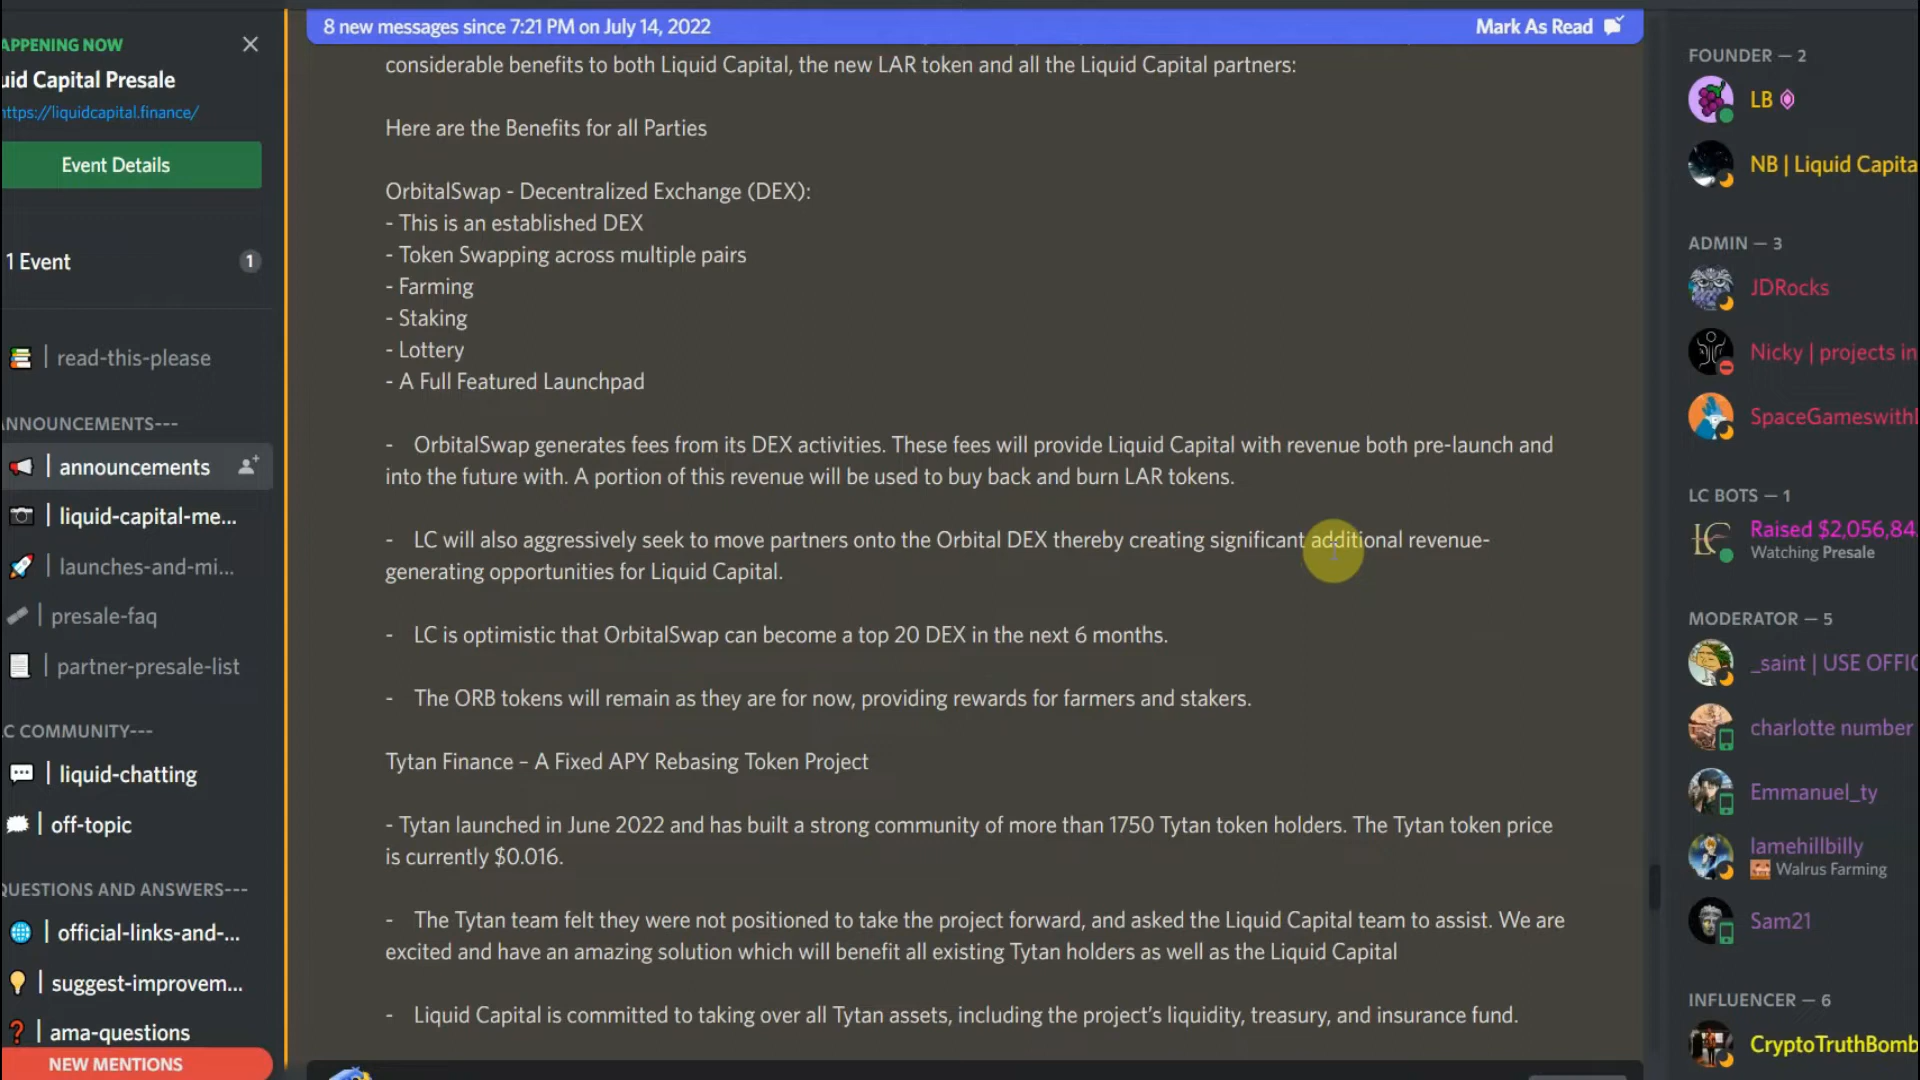 APPENING NOW
uid Capital Presale
https://liquidcapital.finance/
Event Details
1 Event
1
read-this-please
ANNOUNCEMENTS---
announcements
liquid-capital-me...
launches-and-mi...
presale-faq
partner-presale-list
C COMMUNITY---
liquid-chatting
off-topic
QUESTIONS AND ANSWERS---
official-links-and-...
suggest-improvem...
ama-questions
NEW MENTIONS
8 new messages since 7:21 PM on July 14, 2022
Mark As Read
considerable benefits to both Liquid Capital, the new LAR token and all the Liquid Capital partners:
Here are the Benefits for all Parties
OrbitalSwap - Decentralized Exchange (DEX):
- This is an established DEX
- Token Swapping across multiple pairs
- Farming
- Staking
- Lottery
- A Full Featured Launchpad
- OrbitalSwap generates fees from its DEX activities. These fees will provide Liquid Capital with revenue both pre-launch and
into the future with. A portion of this revenue will be used to buy back and burn LAR tokens.
- LC will also aggressively seek to move partners onto the Orbital DEX thereby creating significant additional revenue-
generating opportunities for Liquid Capital.
- LC is optimistic that OrbitalSwap can become a top 20 DEX in the next 6 months.
- The ORB tokens will remain as they are for now, providing rewards for farmers and stakers.
Tytan Finance – A Fixed APY Rebasing Token Project
- Tytan launched in June 2022 and has built a strong community of more than 1750 Tytan token holders. The Tytan token price
is currently $0.016.
- The Tytan team felt they were not positioned to take the project forward, and asked the Liquid Capital team to assist. We are
excited and have an amazing solution which will benefit all existing Tytan holders as well as the Liquid Capital
- Liquid Capital is committed to taking over all Tytan assets, including the project's liquidity, treasury, and insurance fund.
FOUNDER — 2
LB
NB | Liquid Capita
ADMIN — 3
JDRocks
Nicky | projects in
SpaceGameswithL
LC BOTS — 1
LC
Raised $2,056,84
Watching Presale
MODERATOR — 5
_saint | USE OFFIC
charlotte number
Emmanuel_ty
lamehillbilly
Walrus Farming
Sam21
INFLUENCER — 6
CryptoTruthBomb